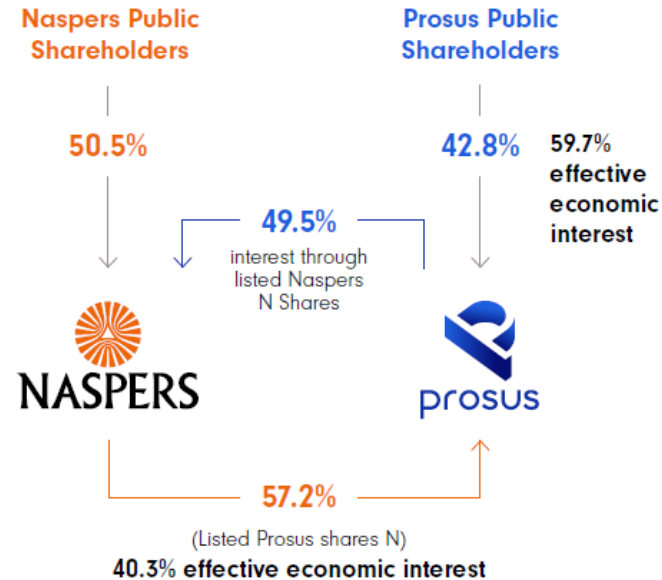 Naspers Public
Shareholders
Prosus Public
Shareholders
50.5%
42.8%
59.7%
effective
economic
interest
49.5%
interest through
listed Naspers
N Shares
NASPERS
prosus
57.2%
(Listed Prosus shares N)
40.3% effective economic interest